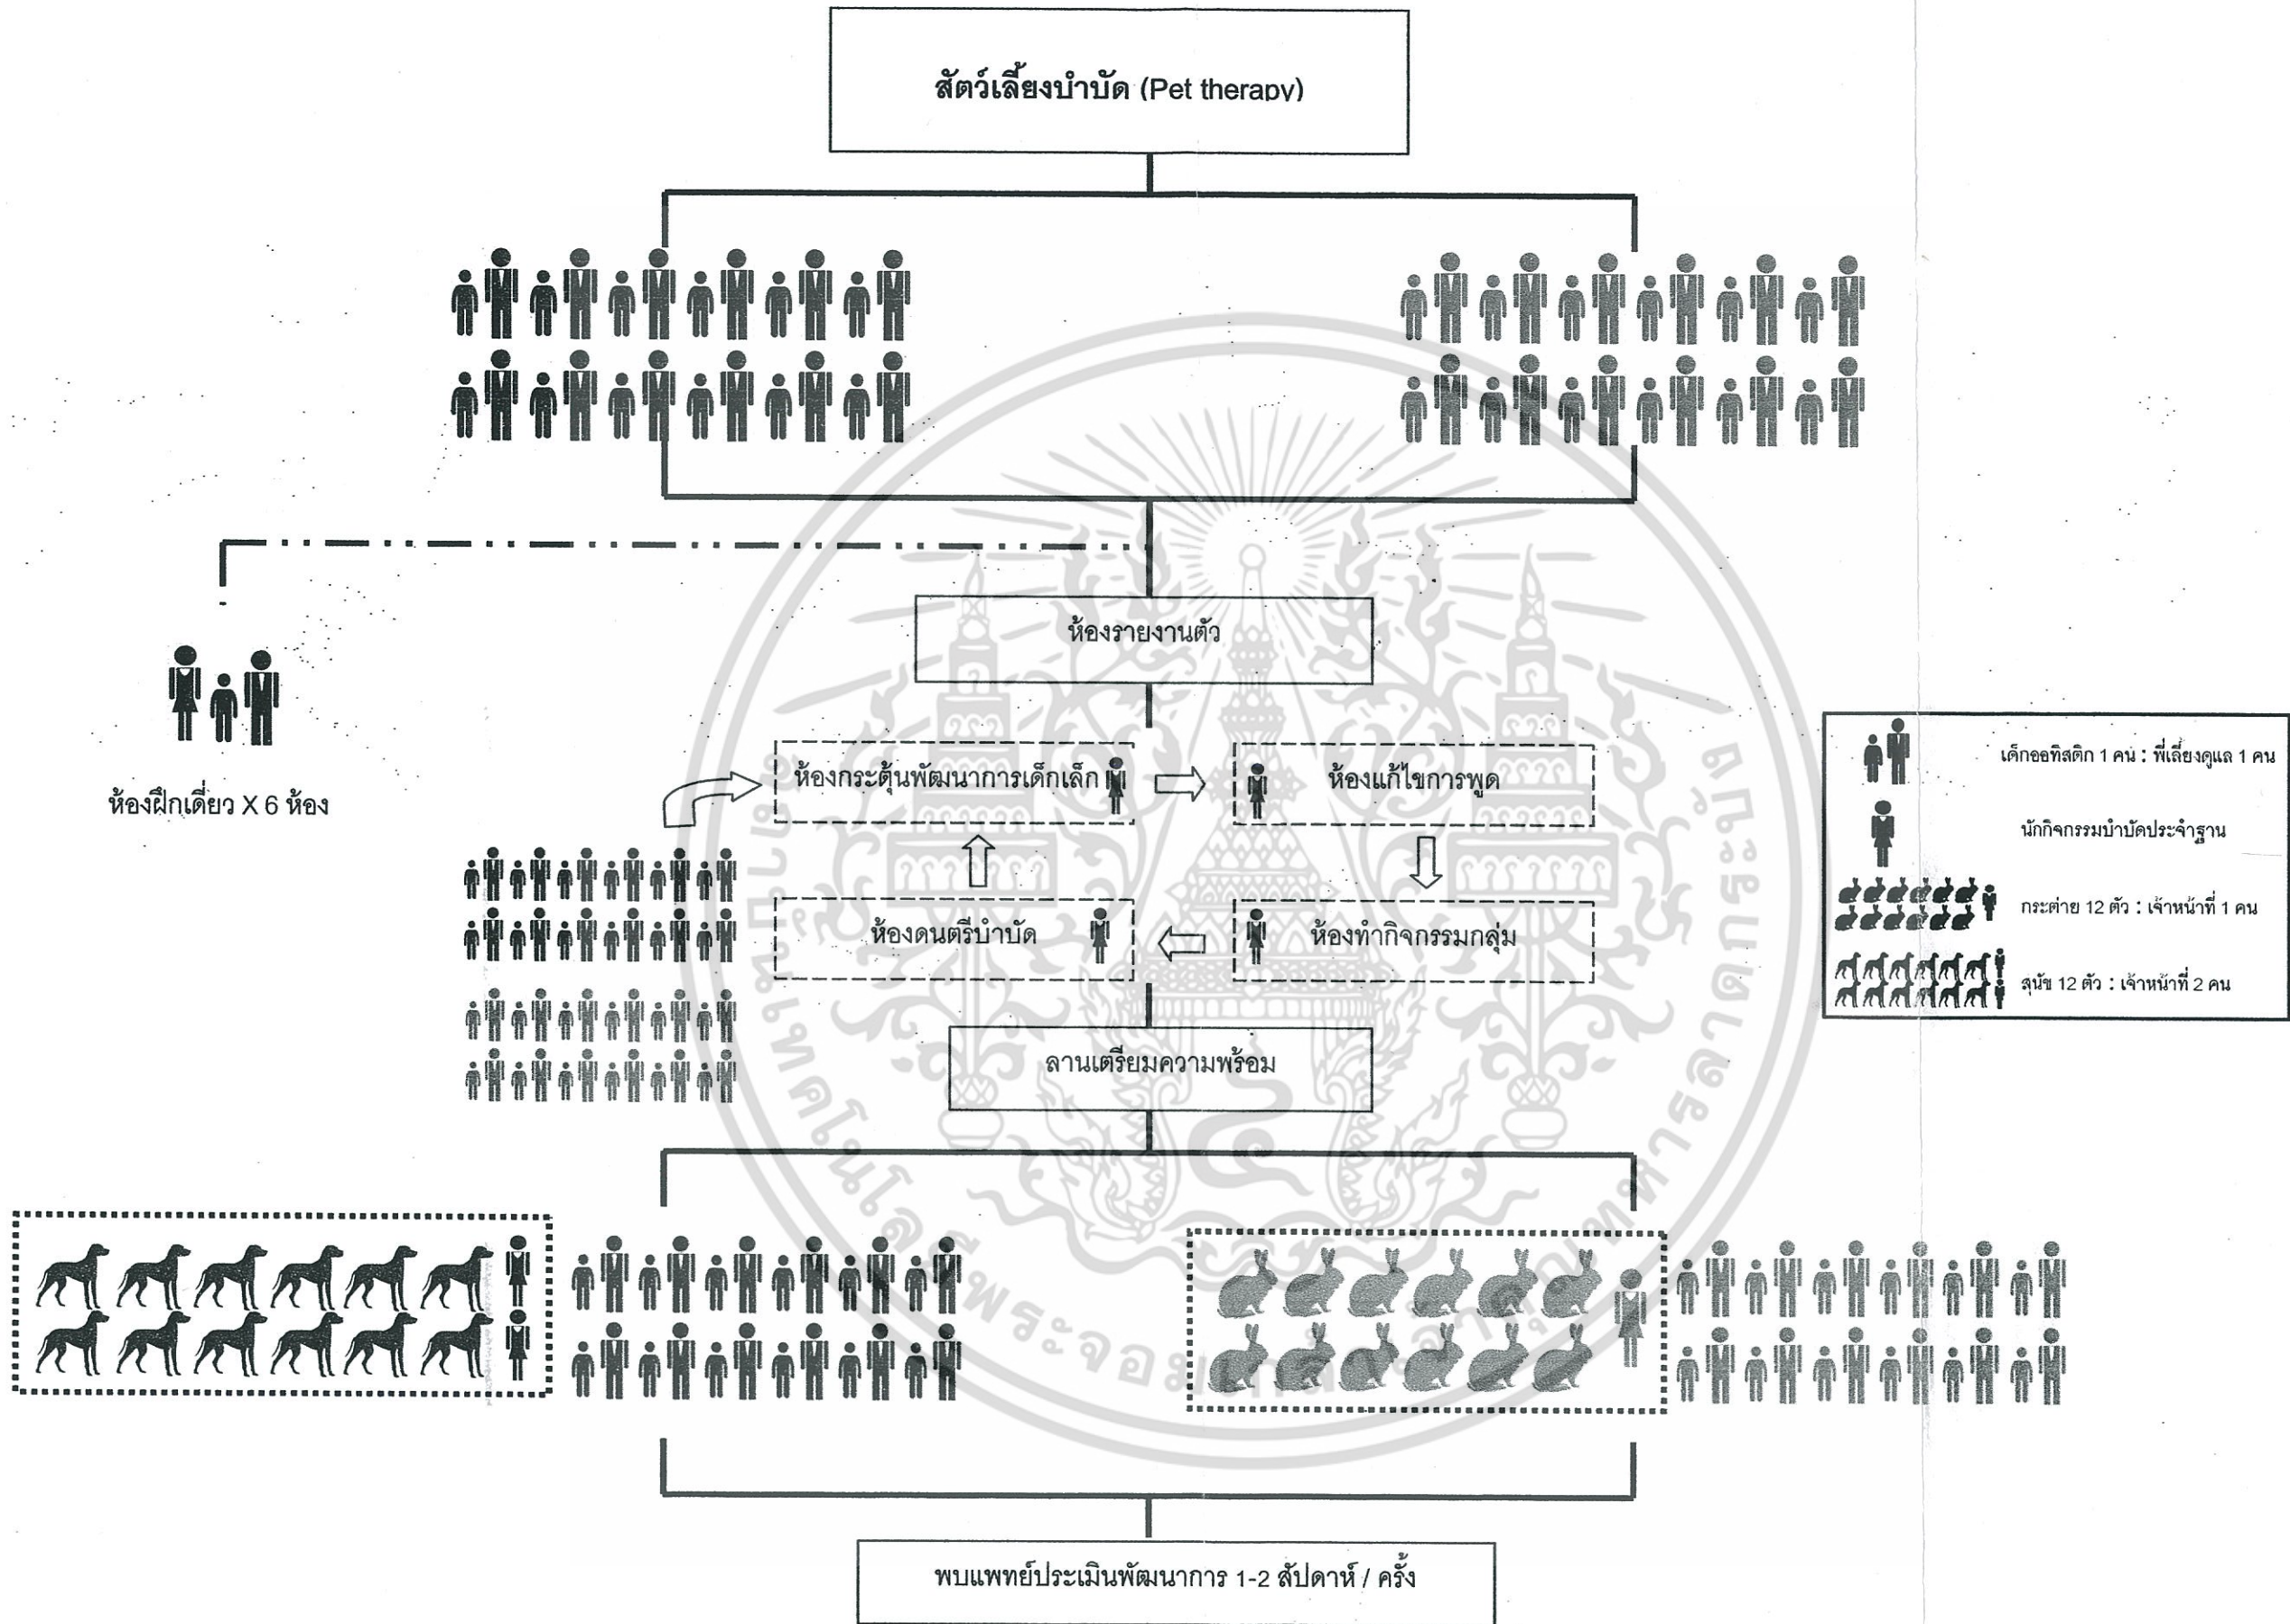 สัตว์เลี้ยงบำบัด (Pet therapy)
ห้องรายงานตัว
ห้องฝึกเดี่ยว X 6 ห้อง
ห้องกระตุ้นพัฒนาการเด็กเล็ก
ห้องแก้ไขการพูด
ห้องดนตรีบำบัด
ห้องทำกิจกรรมกลุ่ม
ลานเตรียมความพร้อม
เด็กออทิสติก 1 คน : พี่เลี้ยงดูแล 1 คน
นักกิจกรรมบำบัดประจำฐาน
กระต่าย 12 ตัว : เจ้าหน้าที่ 1 คน
สุนัข 12 ตัว : เจ้าหน้าที่ 2 คน
พบแพทย์ประเมินพัฒนาการ 1-2 สัปดาห์ / ครั้ง